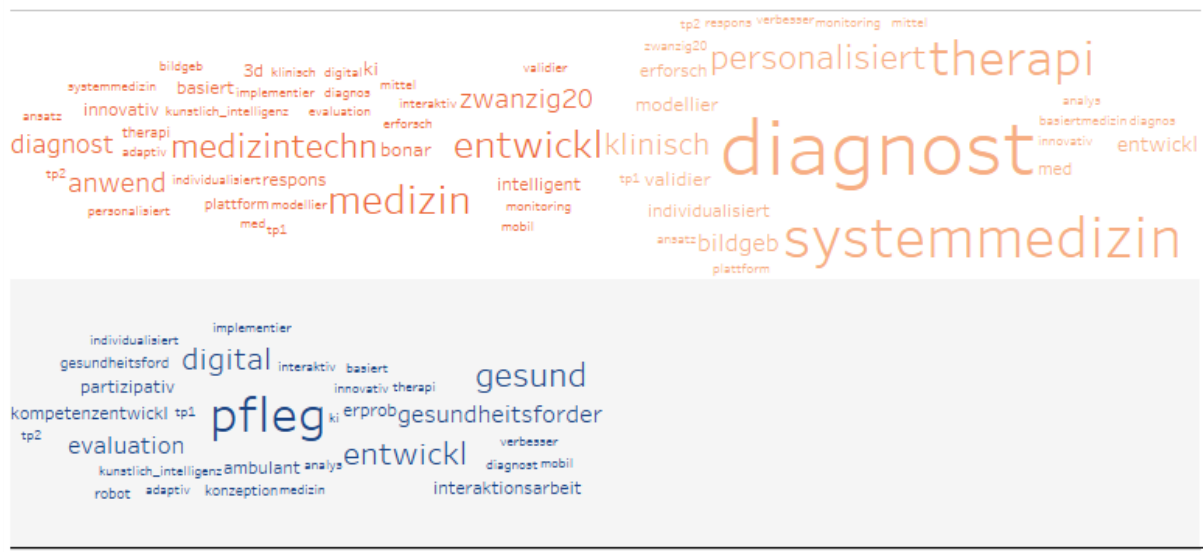 bildgeb 3d klinisch digital ki validier
systemmedizin basiert implementier diagnos mittel
ansatz innovativ kunstlich_intelligenz evaluation interaktiv zwanzig20
erforsch
diagnost therapi medizintechn bonar entwickl
adaptiv
tp2 anwend individualisiert respons intelligent
personalisiert plattform modellier medizin monitoring
med tp1 mobil
tp2 respons verbesser monitoring mittel
zwanzig20 personalisiert therapi
erforsch
modellier analys
basiert medizin diagnos
klinisch diagnost innovativ entwickl
tp1 validier med
individualisiert
ansatz bildgeb systemmedizin
plattform
implementier
individualisiert
gesundheitsford digital interaktiv basiert gesund
partizipativ innovativ therapi
kompetenzentwickl tp1 pfleg ki erprob gesundheitsforder
tp2
evaluation entwickl verbesser
kunstlich_intelligenz ambulant analys diagnost mobil
robot adaptiv konzeption medizin interaktionsarbeit